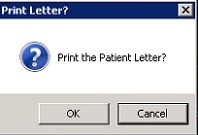 Print Letter?
Print the Patient Letter?
OK
Cancel